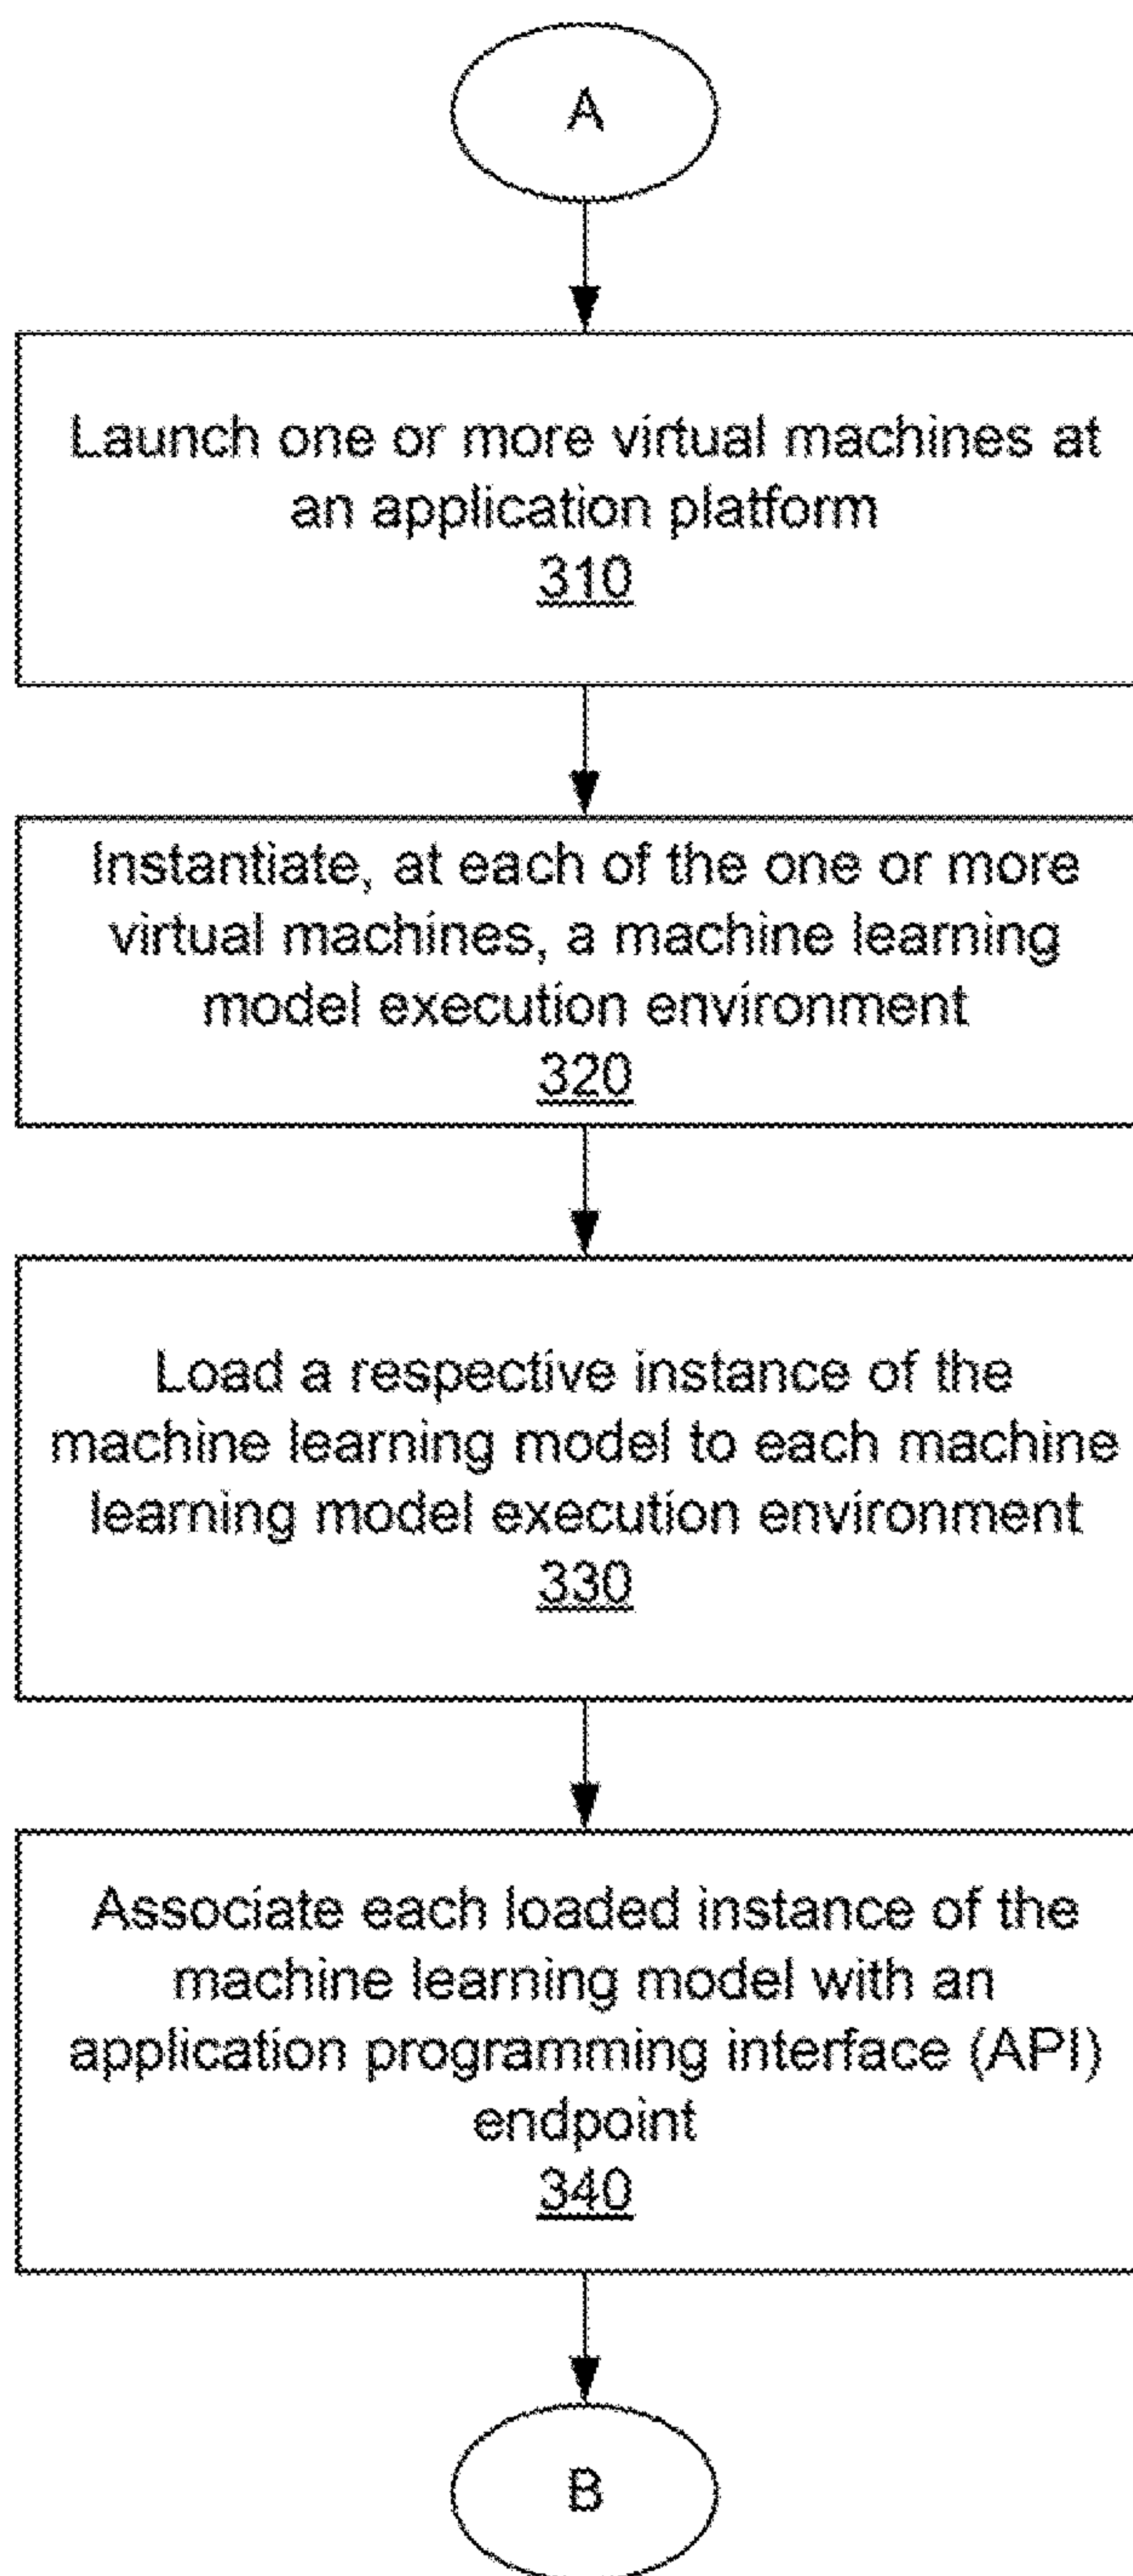 A
Launch one or more virtual machines at
an application platform
310
Instantiate, at each of the one or more
virtual machines, a machine learning
model execution environment
320
Load a respective instance of the
machine learning model to each machine
learning model execution environment
330
Associate each loaded instance of the
machine learning model with an
application programming interface (API)
endpoint
340
B